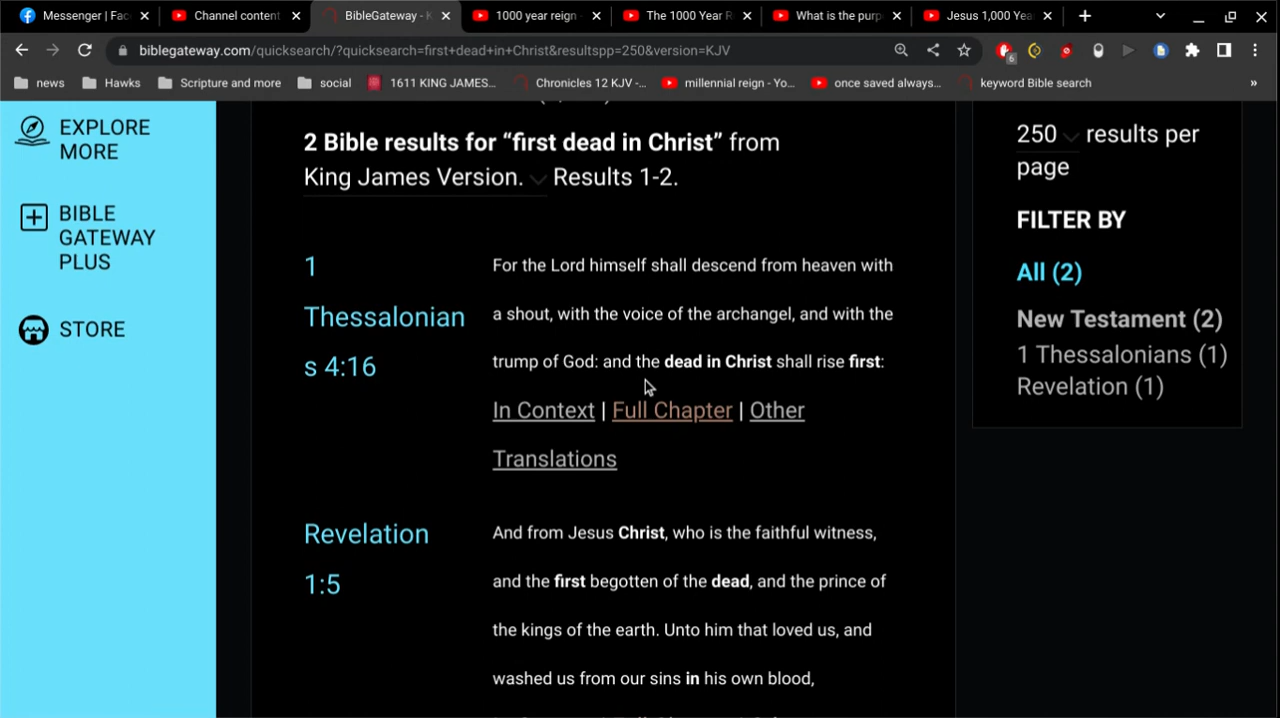 Messenger | Fac
Channel content
BibleGateway - K
1000 year reign -
The 1000 Year R
What is the purp
Jesus 1,000 Yea
biblegateway.com/quicksearch/?quicksearch=first+dead+in+Christ&resultspp=250&version=KJV
6
news
Hawks
Scripture and more
social
1611 KING JAMES...
Chronicles 12 KJV -...
millennial reign - Yo...
once saved always...
keyword Bible search
»
EXPLORE
MORE
BIBLE
GATEWAY
PLUS
STORE
2 Bible results for “first dead in Christ” from
King James Version. Results 1-2.
1
Thessalonian
s 4:16
For the Lord himself shall descend from heaven with
a shout, with the voice of the archangel, and with the
trump of God: and the dead in Christ shall rise first:
In Context | Full Chapter | Other
Translations
Revelation
1:5
And from Jesus Christ, who is the faithful witness,
and the first begotten of the dead, and the prince of
the kings of the earth. Unto him that loved us, and
washed us from our sins in his own blood,
250 results per
page
FILTER BY
All (2)
New Testament (2)
1 Thessalonians (1)
Revelation (1)